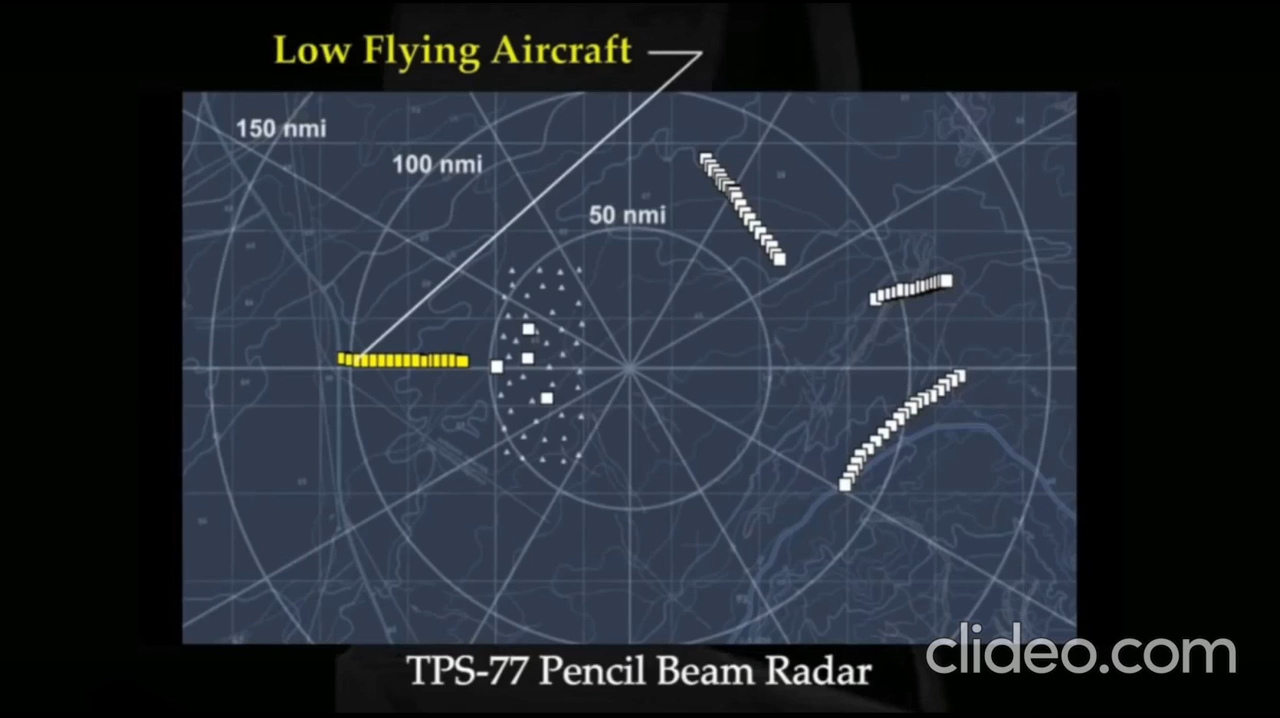 Low Flying Aircraft
150 nmi
100 nmi
50 nmi
clideo.com
TPS-77 Pencil Beam Radar